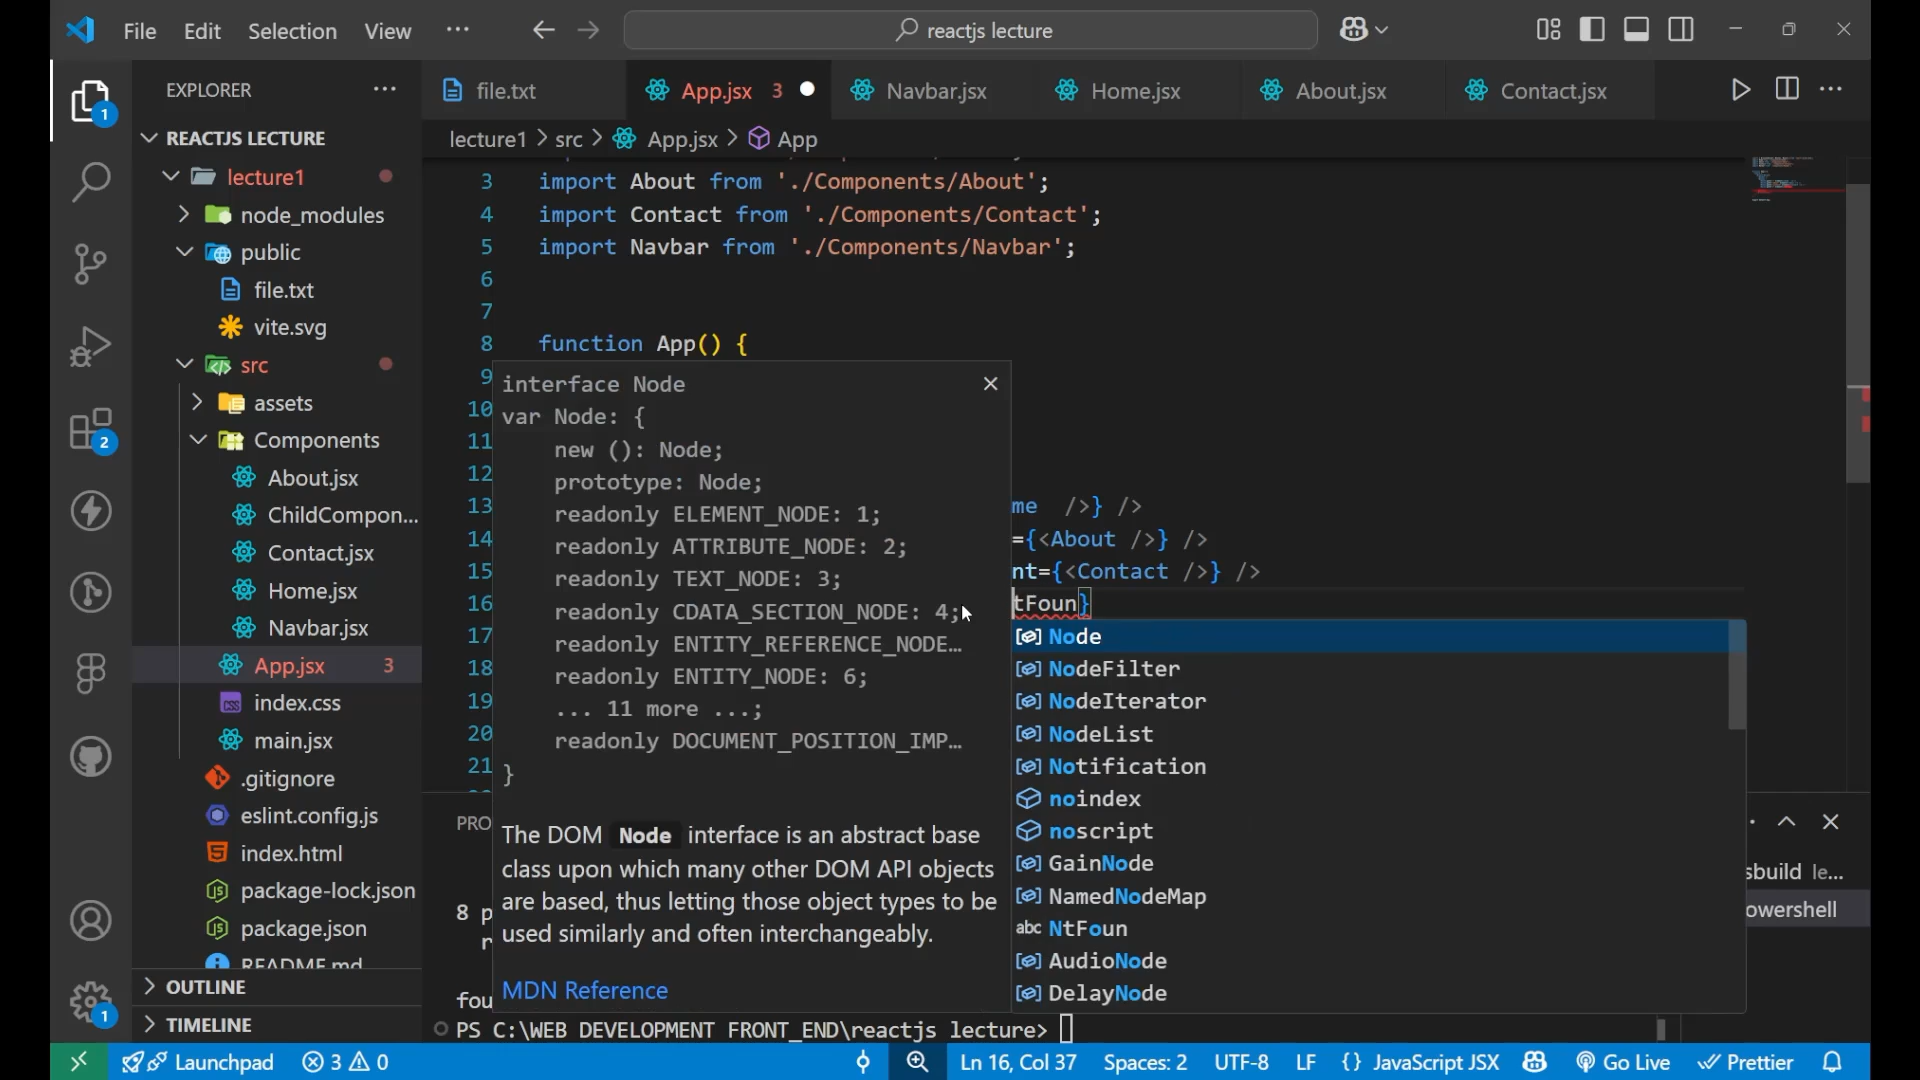 File Edit Selection View ...
reactjs lecture
EXPLORER
REACTJS LECTURE
lecture1
node_modules
public
file.txt
vite.svg
src
assets
Components
About.jsx
ChildCompon...
Contact.jsx
Home.jsx
Navbar.jsx
App.jsx 3
index.css
main.jsx
.gitignore
eslint.config.js
index.html
package-lock.json
package.json
README.md
OUTLINE
TIMELINE
1
2
1
file.txt App.jsx 3 Navbar.jsx Home.jsx About.jsx Contact.jsx
lecture1 > src > App.jsx > App
3 import About from './Components/About';
4 import Contact from './Components/Contact';
5 import Navbar from './Components/Navbar';
6
7
8 function App() {
9
10
11
12
13 me />} />
14 ={<About />} />
15 nt={<Contact />} />
16 tFoun}
17
18
19
20
21
interface Node
var Node: {
new (): Node;
prototype: Node;
readonly ELEMENT_NODE: 1;
readonly ATTRIBUTE_NODE: 2;
readonly TEXT_NODE: 3;
readonly CDATA_SECTION_NODE: 4;
readonly ENTITY_REFERENCE_NODE...
readonly ENTITY_NODE: 6;
... 11 more ...;
readonly DOCUMENT_POSITION_IMP...
}
The DOM Node interface is an abstract base
class upon which many other DOM API objects
are based, thus letting those object types to be
used similarly and often interchangeably.
MDN Reference
Node
NodeFilter
NodeIterator
NodeList
Notification
noindex
noscript
GainNode
NamedNodeMap
abc NtFoun
AudioNode
DelayNode
PRO
8 p
r
fou
sbuild le...
owershell
PS C:\WEB DEVELOPMENT FRONT_END\reactjs lecture>
Launchpad 3 0 Ln 16, Col 37 Spaces: 2 UTF-8 LF {} JavaScript JSX Go Live Prettier